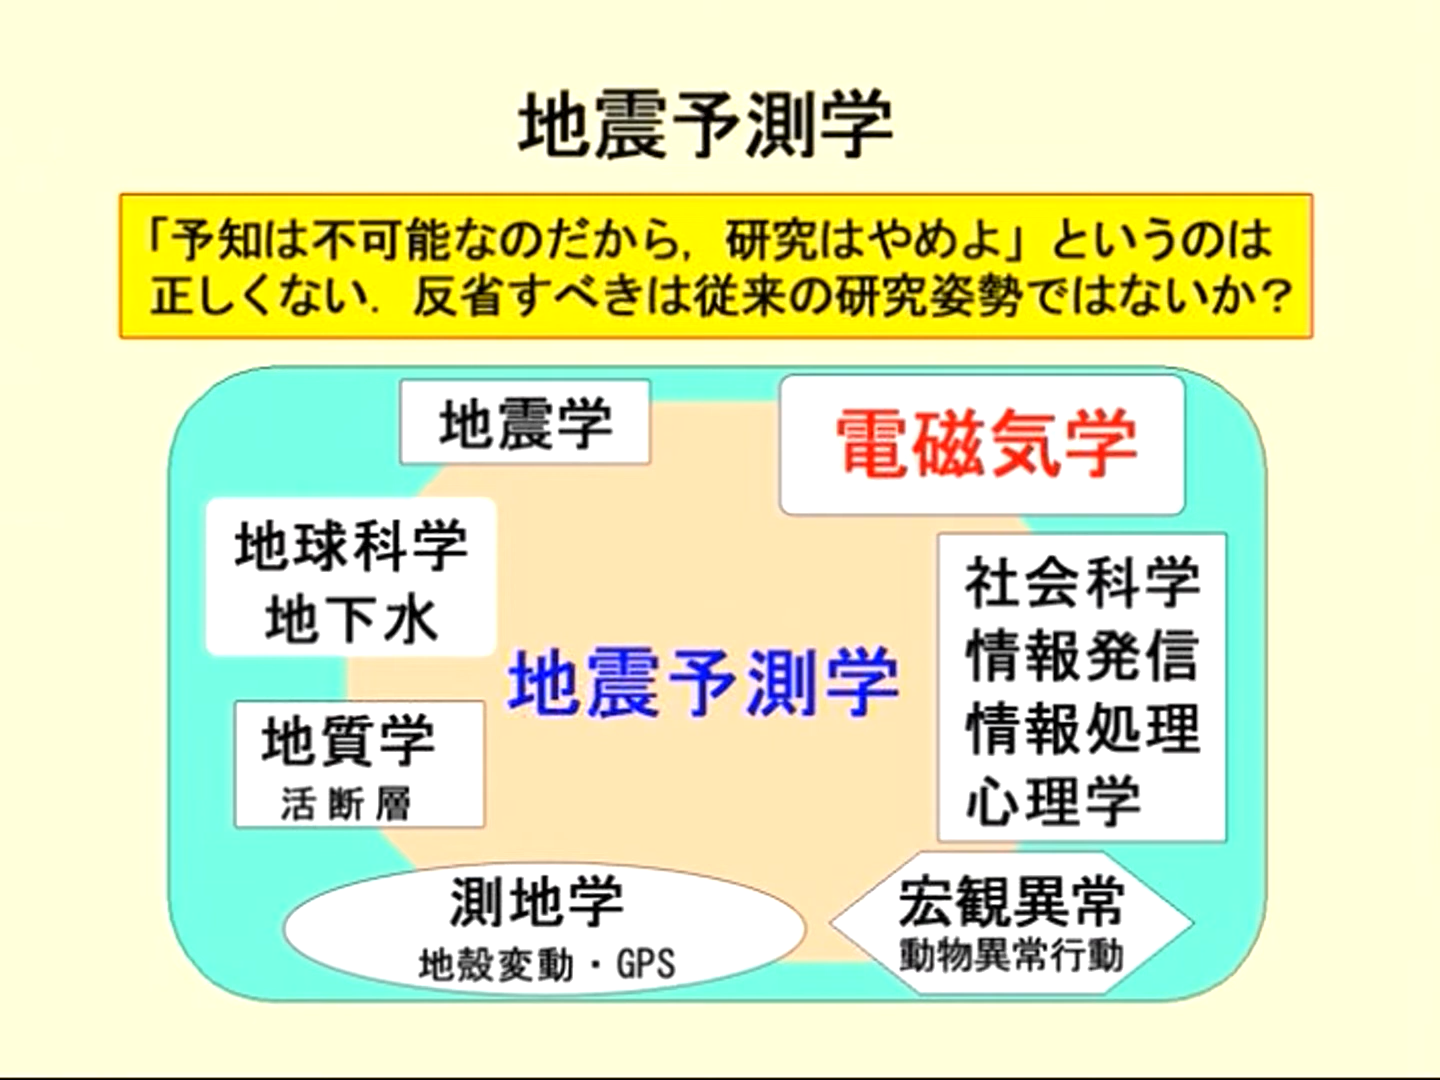 地震予測学
「予知は不可能なのだから，研究はやめよ」というのは
正しくない．反省すべきは従来の研究姿勢ではないか？
地震学
電磁気学
地球科学
地下水
社会科学
情報発信
情報処理
心理学
地震予測学
地質学
活断層
測地学
地殻変動・GPS
宏観異常
動物異常行動